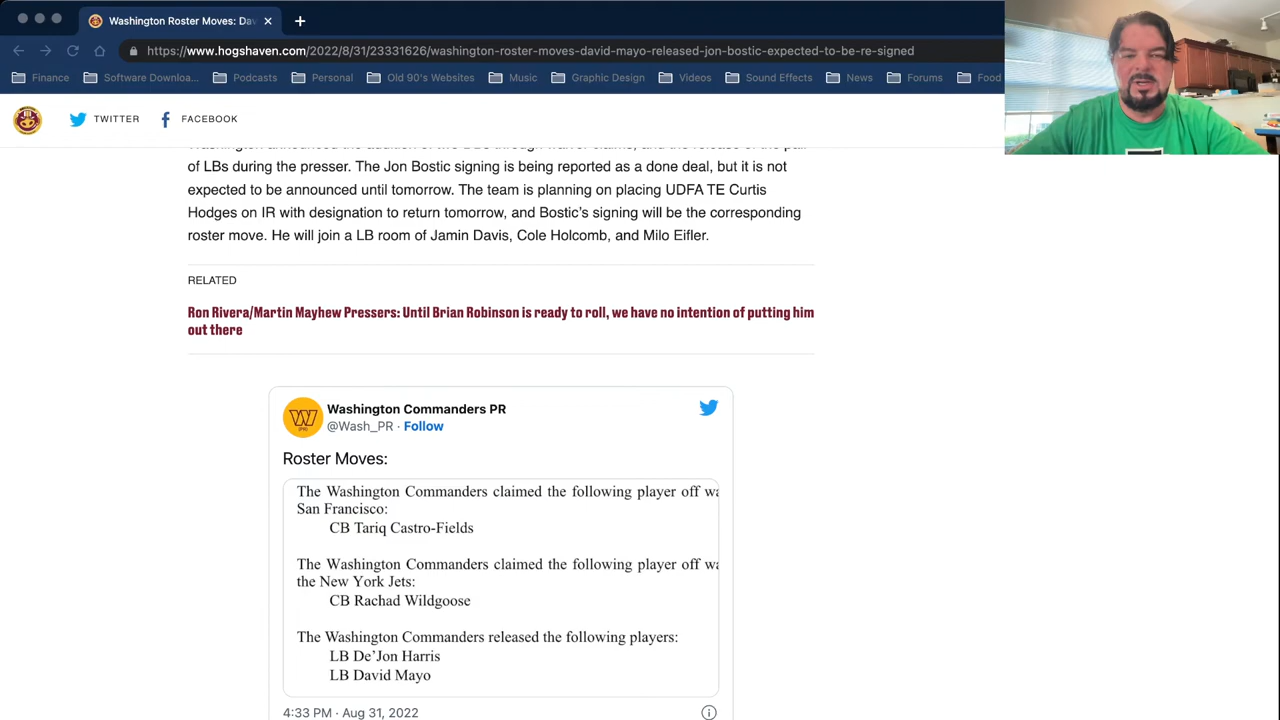 Washington Roster Moves: Dav
https://www.hogshaven.com/2022/8/31/23331626/washington-roster-moves-david-mayo-released-jon-bostic-expected-to-be-re-signed
Finance Software Downloa... Podcasts Personal Old 90's Websites Music Graphic Design Videos Sound Effects News Forums Food
TWITTER FACEBOOK
of LBs during the presser. The Jon Bostic signing is being reported as a done deal, but it is not
expected to be announced until tomorrow. The team is planning on placing UDFA TE Curtis
Hodges on IR with designation to return tomorrow, and Bostic's signing will be the corresponding
roster move. He will join a LB room of Jamin Davis, Cole Holcomb, and Milo Eifler.
RELATED
Ron Rivera/Martin Mayhew Pressers: Until Brian Robinson is ready to roll, we have no intention of putting him
out there
Washington Commanders PR
@Wash_PR · Follow
Roster Moves:
The Washington Commanders claimed the following player off wa
San Francisco:
CB Tariq Castro-Fields
The Washington Commanders claimed the following player off wa
the New York Jets:
CB Rachad Wildgoose
The Washington Commanders released the following players:
LB De'Jon Harris
LB David Mayo
4:33 PM · Aug 31, 2022